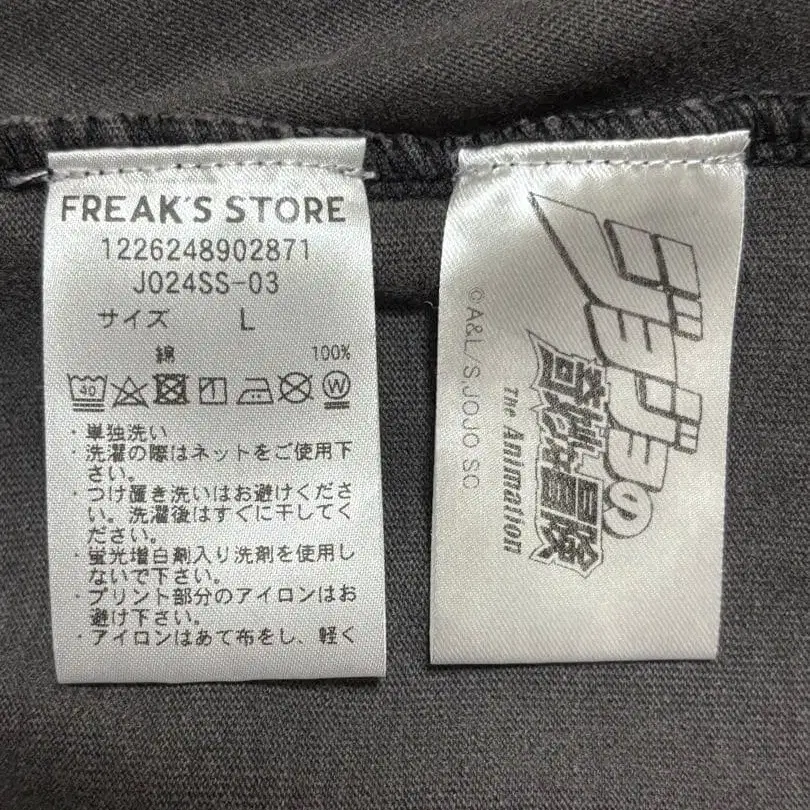 FREAK'S STORE
1226248902871
JO24SS-03
サイズ L
綿 100%
40 W
・単独洗い
・洗濯の際はネットをご使用下
さい。
・つけ置き洗いはお避けくださ
い。洗濯後はすぐに干してく
ださい。
・蛍光増白剤入り洗剤を使用し
ないで下さい。
・プリント部分のアイロンはお
避け下さい。
・アイロンはあて布をし、軽く
ジョジョの
奇妙な冒険
The Animation
©A&L/S,JOJO SC